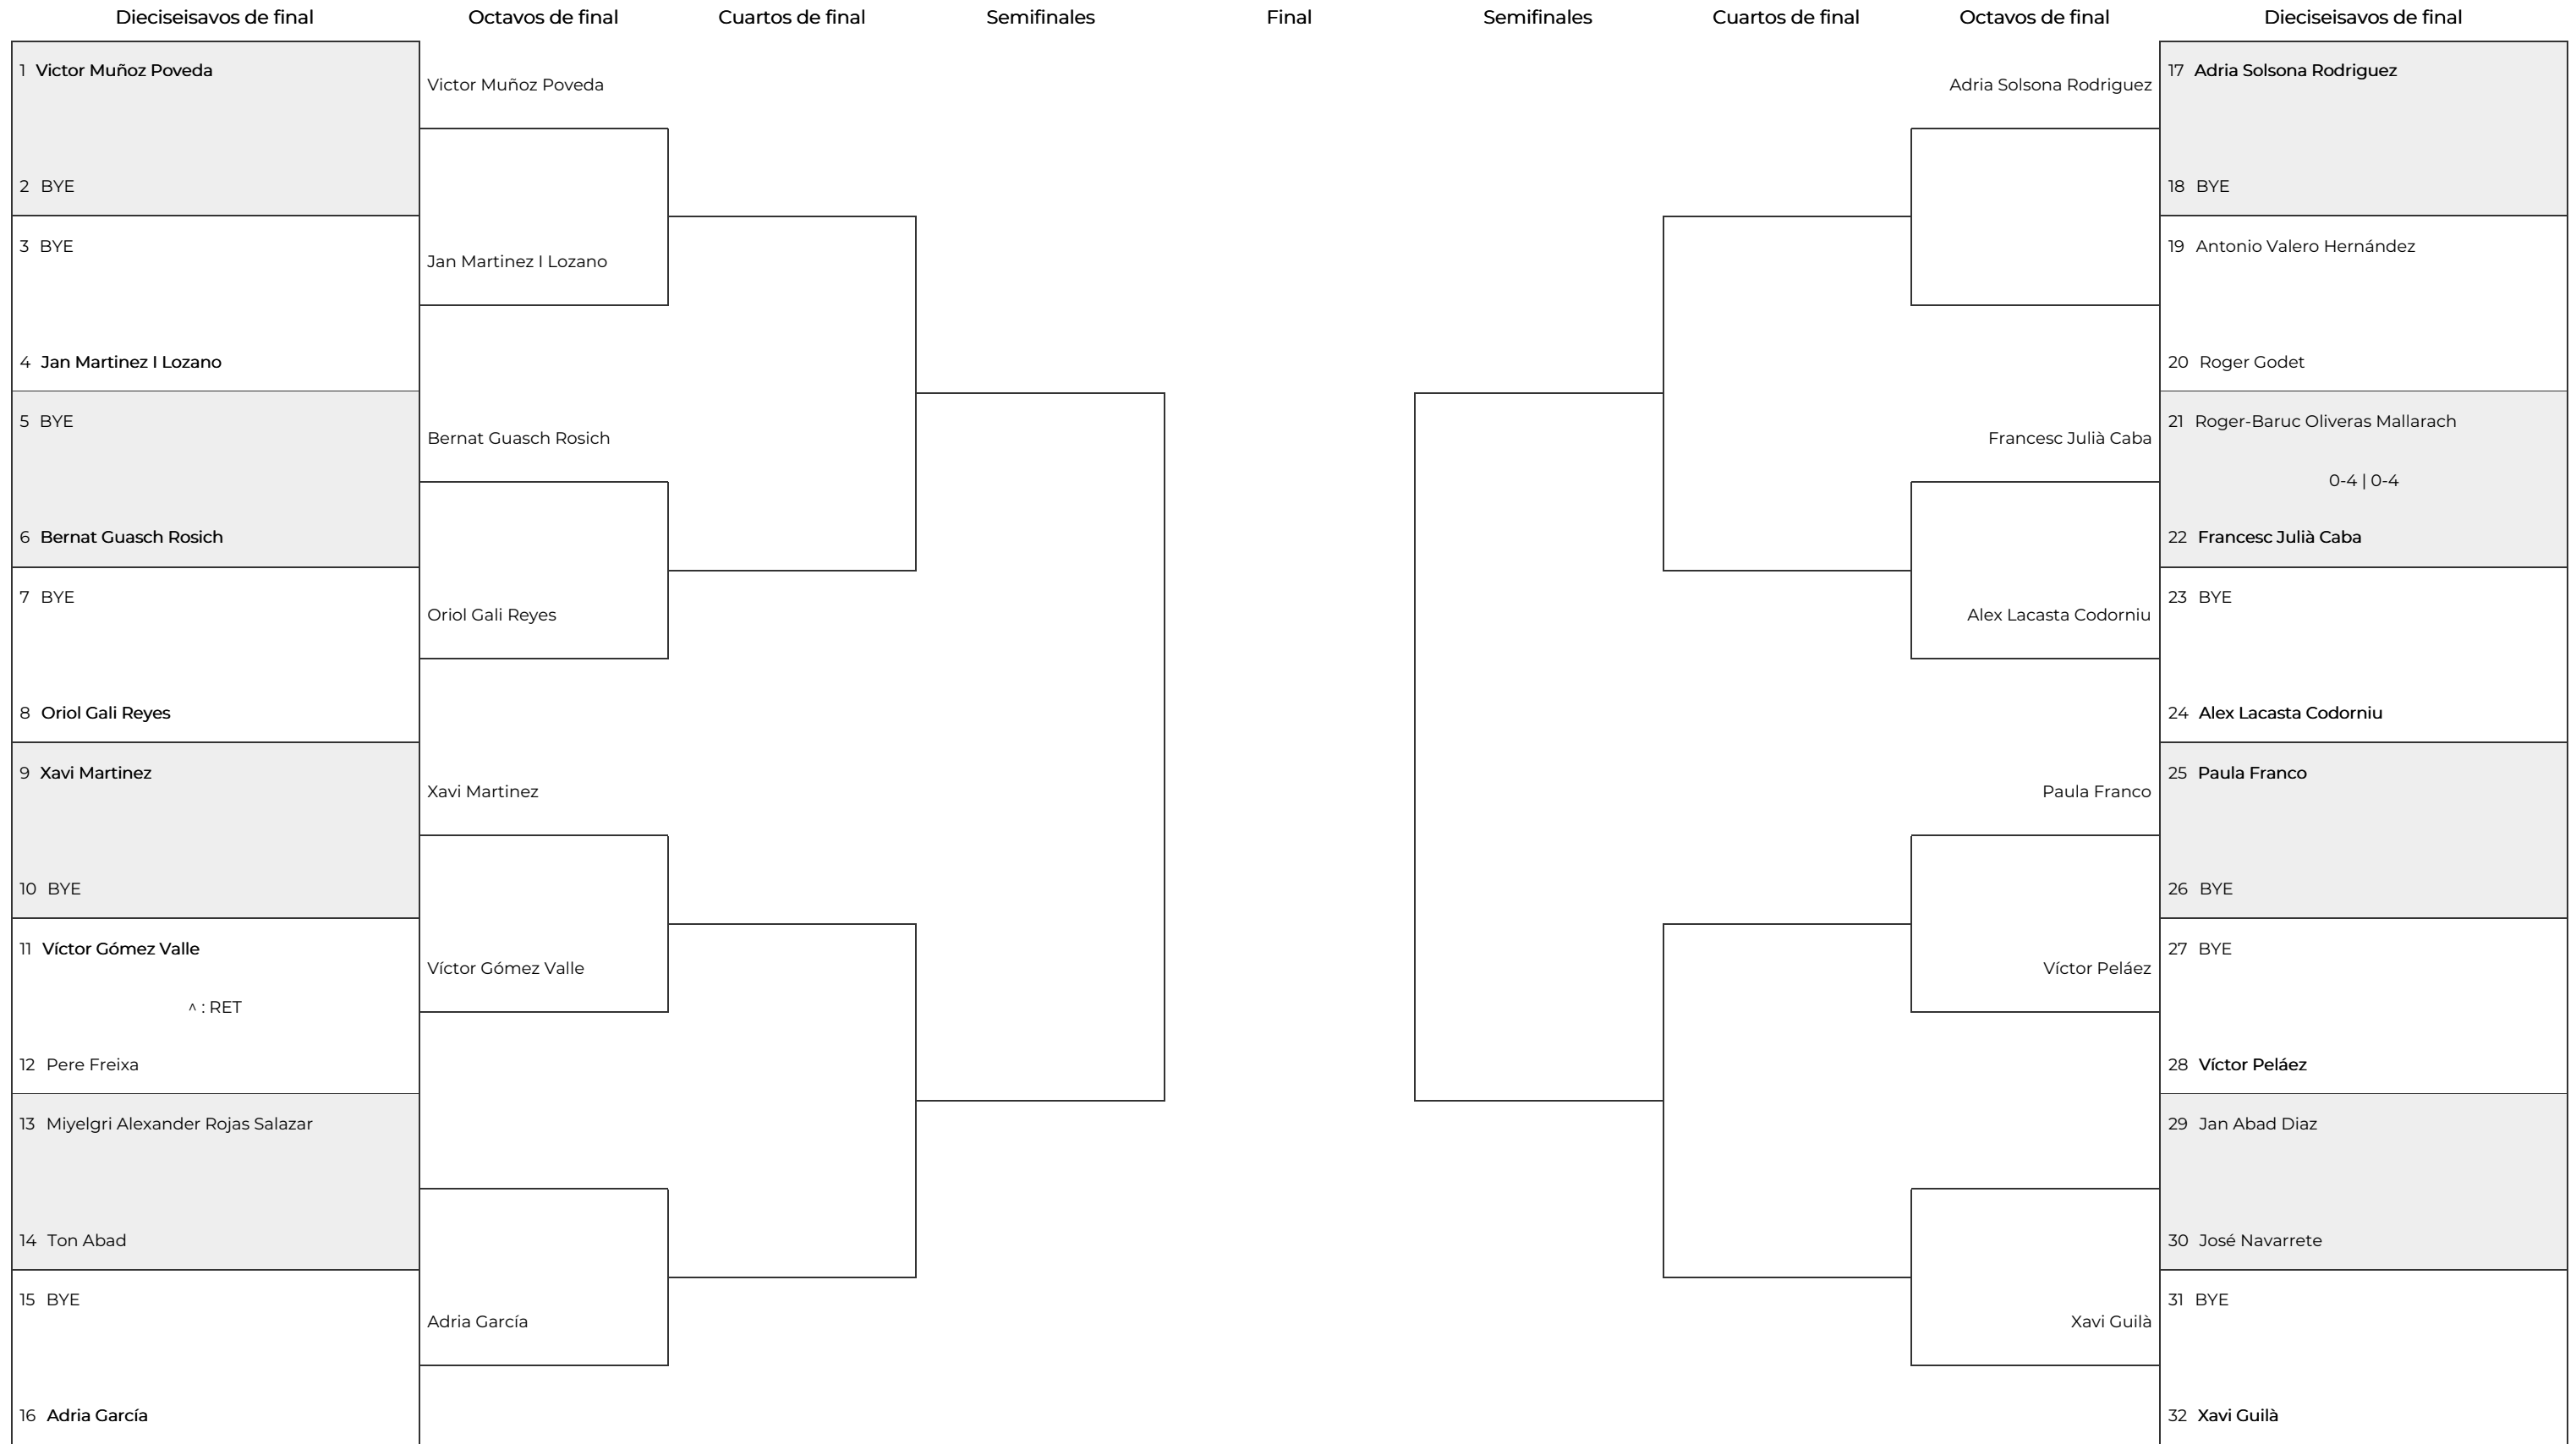 Dieciseisavos de final
Octavos de final
Cuartos de final
Semifinales
Final
Semifinales
Cuartos de final
Octavos de final
Dieciseisavos de final
1 Victor Muñoz Poveda
2 BYE
3 BYE
4 Jan Martinez I Lozano
5 BYE
6 Bernat Guasch Rosich
7 BYE
8 Oriol Gali Reyes
9 Xavi Martinez
10 BYE
11 Víctor Gómez Valle
^ : RET
12 Pere Freixa
13 Miyelgri Alexander Rojas Salazar
14 Ton Abad
15 BYE
16 Adria García
Victor Muñoz Poveda
Jan Martinez I Lozano
Bernat Guasch Rosich
Oriol Gali Reyes
Xavi Martinez
Víctor Gómez Valle
Adria García
Adria Solsona Rodriguez
Francesc Julià Caba
Alex Lacasta Codorniu
Paula Franco
Víctor Peláez
Xavi Guilà
17 Adria Solsona Rodriguez
18 BYE
19 Antonio Valero Hernández
20 Roger Godet
21 Roger-Baruc Oliveras Mallarach
0-4 | 0-4
22 Francesc Julià Caba
23 BYE
24 Alex Lacasta Codorniu
25 Paula Franco
26 BYE
27 BYE
28 Víctor Peláez
29 Jan Abad Diaz
30 José Navarrete
31 BYE
32 Xavi Guilà